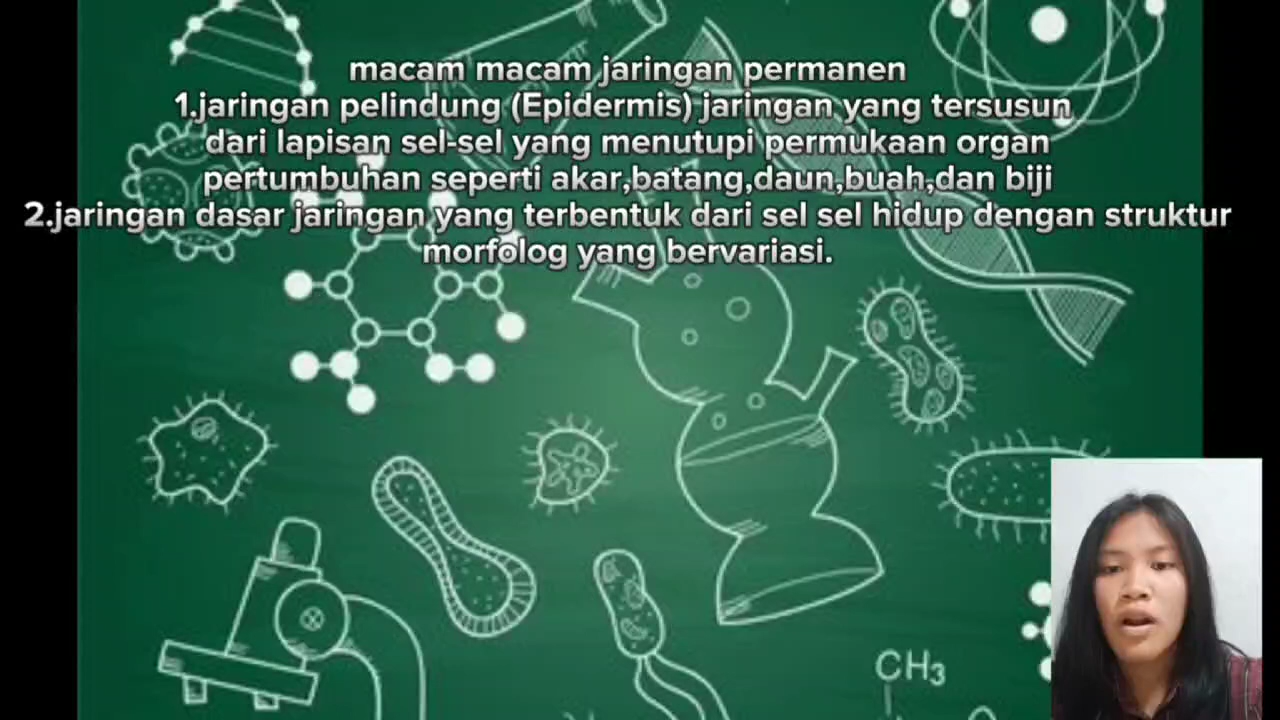 macam macam jaringan permanen
1.jaringan pelindung (Epidermis) jaringan yang tersusun
dari lapisan sel-sel yang menutupi permukaan organ
pertumbuhan seperti akar,batang,daun,buah,dan biji
2.jaringan dasar jaringan yang terbentuk dari sel sel hidup dengan struktur
morfolog yang bervariasi.
CH3